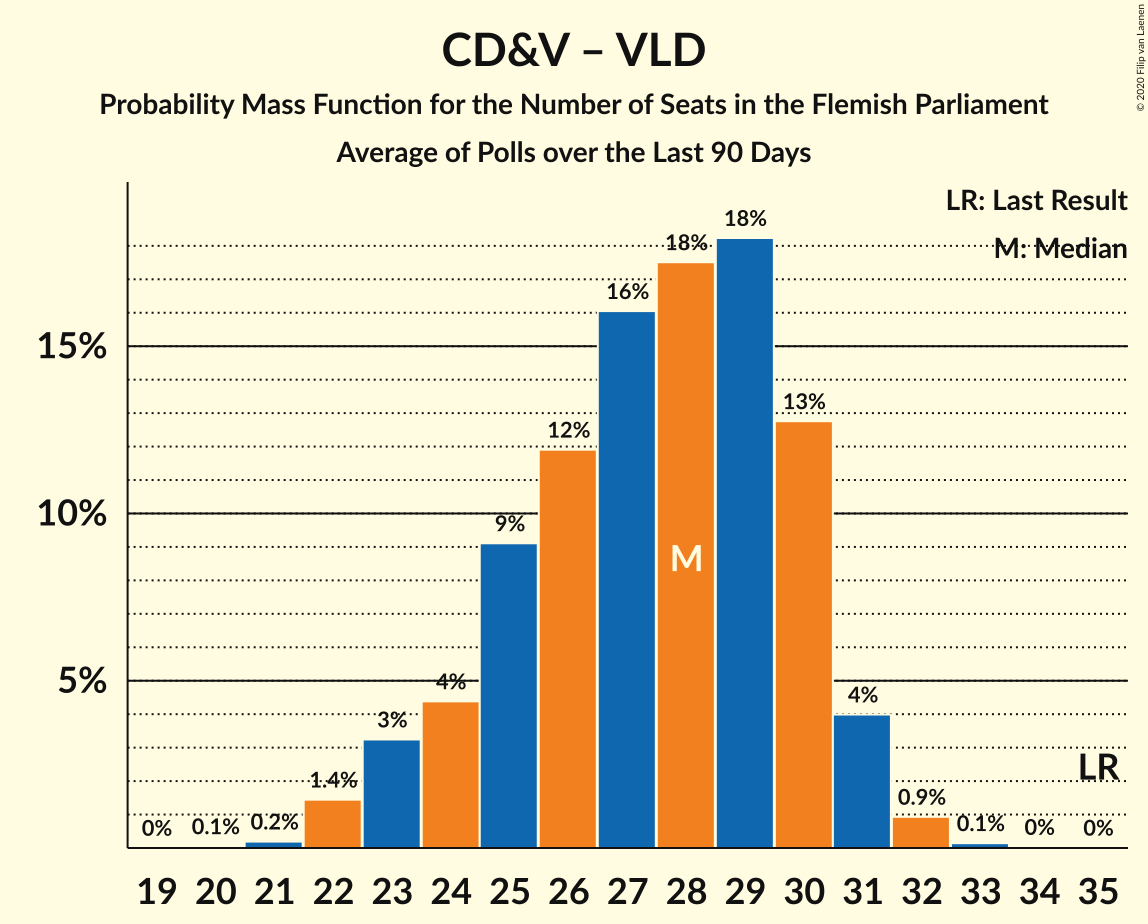 CD&V – VLD
Probability Mass Function for the Number of Seats in the Flemish Parliament
Average of Polls over the Last 90 Days
© 2020 Filip van Laenen
LR: Last Result
M: Median
15%
10%
5%
0% 0.1% 0.2% 1.4% 3% 4% 9% 12% 16% 18% 18% 13% 4% 0.9% 0.1% 0% 0%
M
LR
19 20 21 22 23 24 25 26 27 28 29 30 31 32 33 34 35